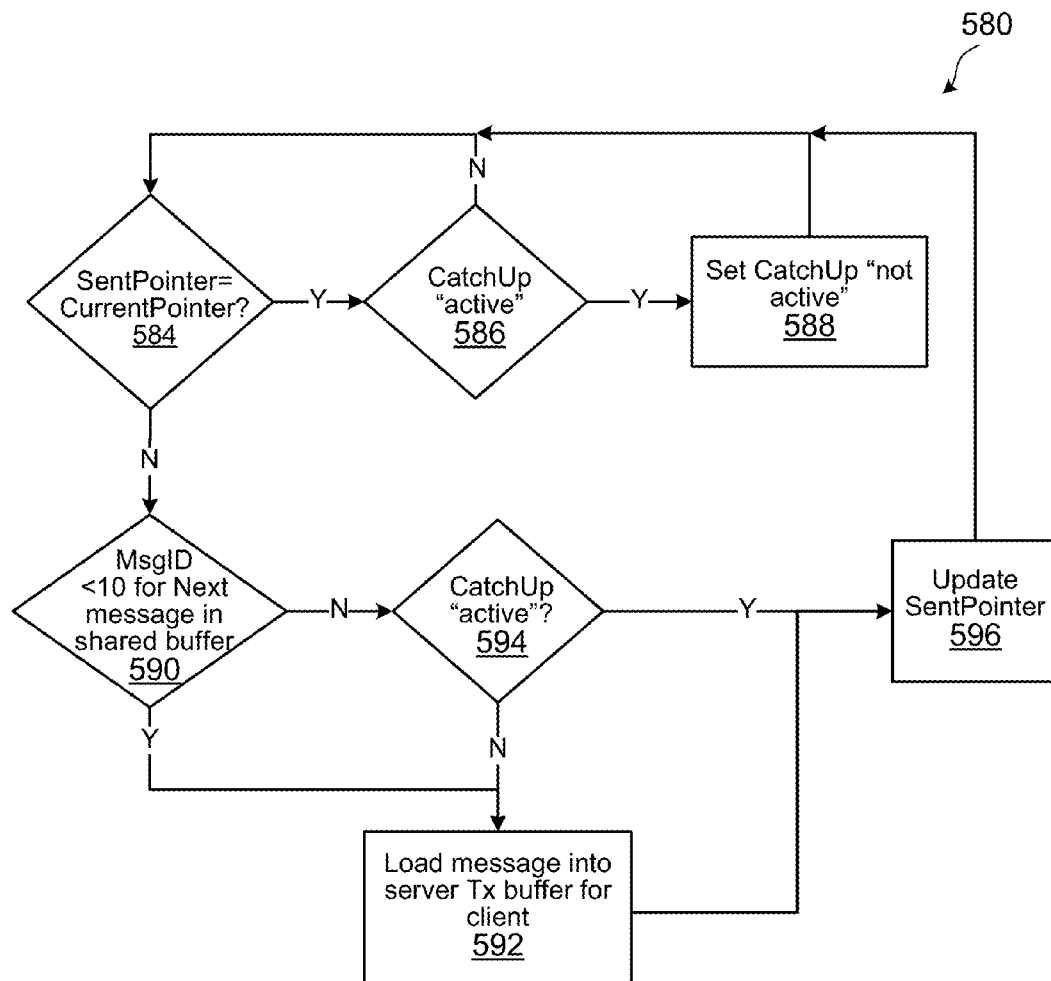 580
N
SentPointer=
CurrentPointer?
584
Y
CatchUp
“active”
586
Y
Set CatchUp “not
active”
588
N
MsgID
<10 for Next
message in
shared buffer
590
N
CatchUp
“active”?
594
Y
Update
SentPointer
596
Y
N
Load message into
server Tx buffer for
client
592